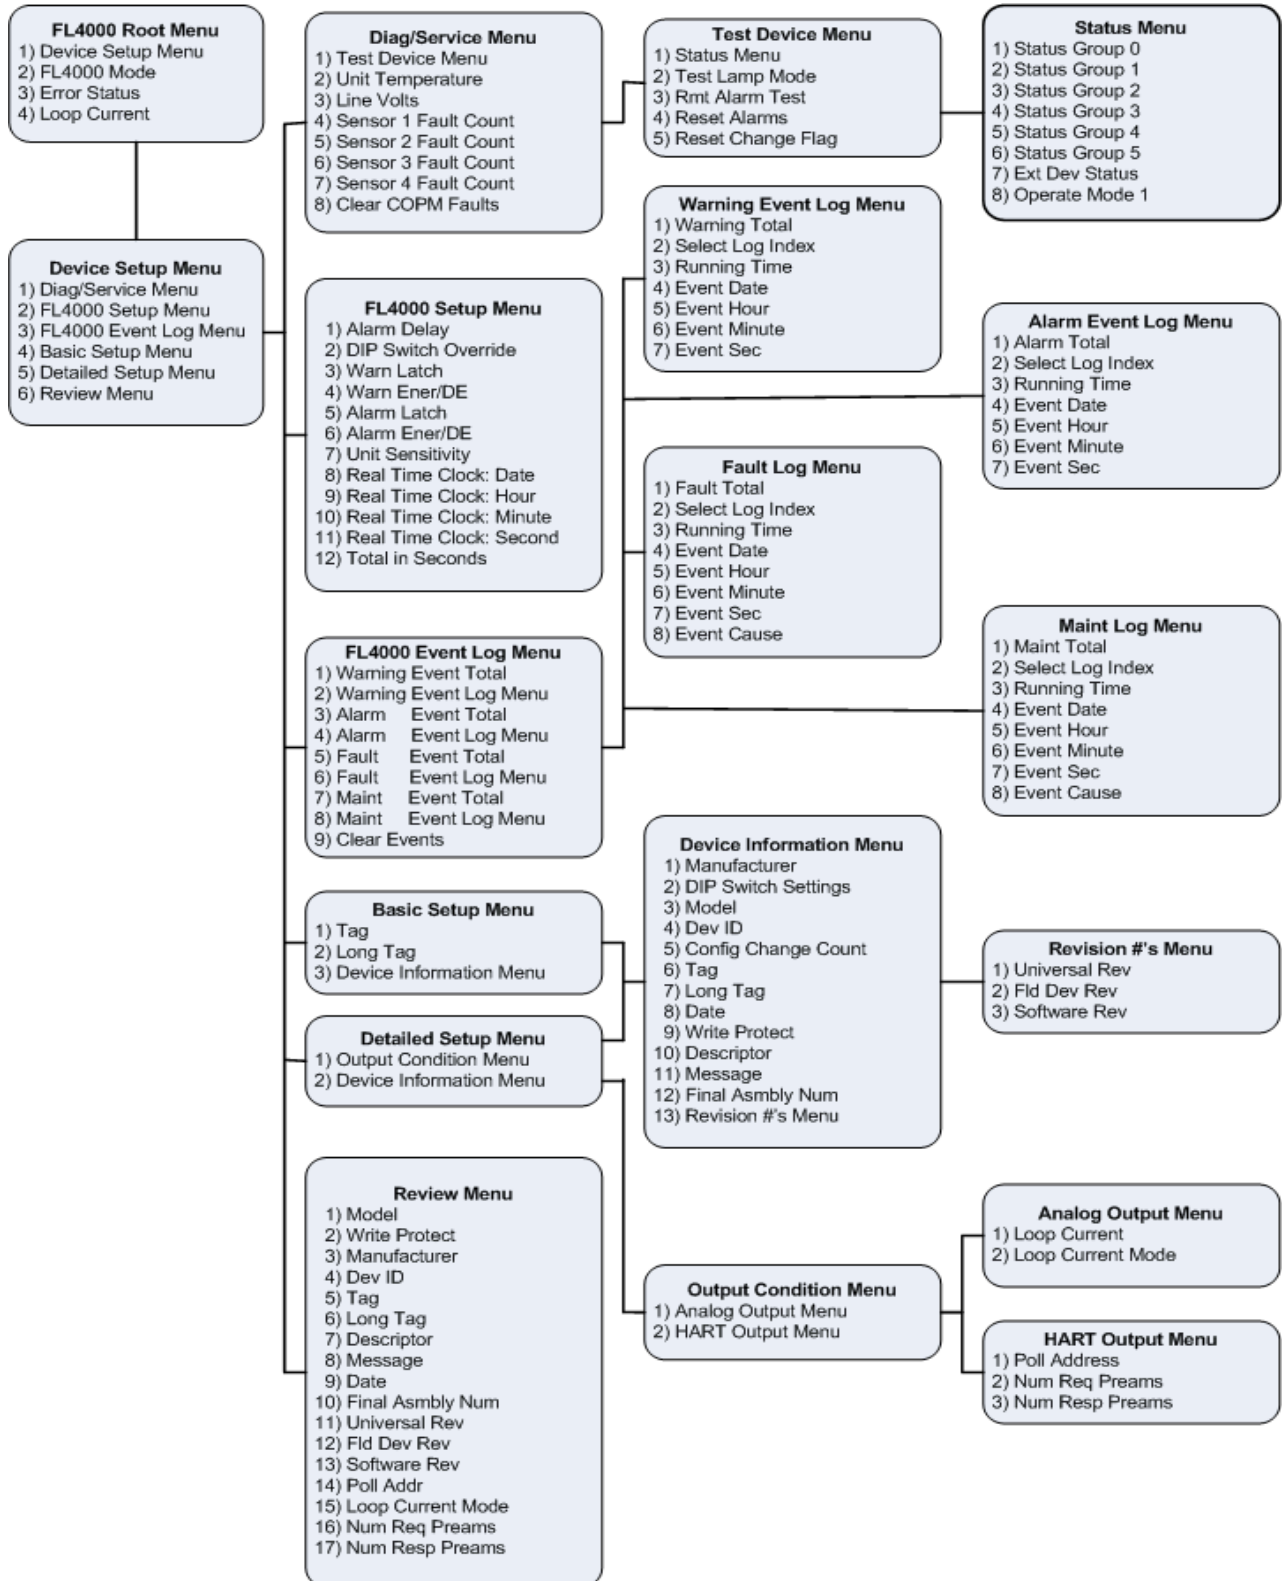 FL4000 Root Menu
1) Device Setup Menu
2) FL4000 Mode
3) Error Status
4) Loop Current
Device Setup Menu
1) Diag/Service Menu
2) FL4000 Setup Menu
3) FL4000 Event Log Menu
4) Basic Setup Menu
5) Detailed Setup Menu
6) Review Menu
Diag/Service Menu
1) Test Device Menu
2) Unit Temperature
3) Line Volts
4) Sensor 1 Fault Count
5) Sensor 2 Fault Count
6) Sensor 3 Fault Count
7) Sensor 4 Fault Count
8) Clear COPM Faults
FL4000 Setup Menu
1) Alarm Delay
2) DIP Switch Override
3) Warn Latch
4) Warn Ener/DE
5) Alarm Latch
6) Alarm Ener/DE
7) Unit Sensitivity
8) Real Time Clock: Date
9) Real Time Clock: Hour
10) Real Time Clock: Minute
11) Real Time Clock: Second
12) Total in Seconds
FL4000 Event Log Menu
1) Warning Event Total
2) Warning Event Log Menu
3) Alarm Event Total
4) Alarm Event Log Menu
5) Fault Event Total
6) Fault Event Log Menu
7) Maint Event Total
8) Maint Event Log Menu
9) Clear Events
Basic Setup Menu
1) Tag
2) Long Tag
3) Device Information Menu
Detailed Setup Menu
1) Output Condition Menu
2) Device Information Menu
Review Menu
1) Model
2) Write Protect
3) Manufacturer
4) Dev ID
5) Tag
6) Long Tag
7) Descriptor
8) Message
9) Date
10) Final Asmbly Num
11) Universal Rev
12) Fld Dev Rev
13) Software Rev
14) Poll Addr
15) Loop Current Mode
16) Num Req Preams
17) Num Resp Preams
Test Device Menu
1) Status Menu
2) Test Lamp Mode
3) Rmt Alarm Test
4) Reset Alarms
5) Reset Change Flag
Warning Event Log Menu
1) Warning Total
2) Select Log Index
3) Running Time
4) Event Date
5) Event Hour
6) Event Minute
7) Event Sec
Fault Log Menu
1) Fault Total
2) Select Log Index
3) Running Time
4) Event Date
5) Event Hour
6) Event Minute
7) Event Sec
8) Event Cause
Device Information Menu
1) Manufacturer
2) DIP Switch Settings
3) Model
4) Dev ID
5) Config Change Count
6) Tag
7) Long Tag
8) Date
9) Write Protect
10) Descriptor
11) Message
12) Final Asmbly Num
13) Revision #'s Menu
Output Condition Menu
1) Analog Output Menu
2) HART Output Menu
Status Menu
1) Status Group 0
2) Status Group 1
3) Status Group 2
4) Status Group 3
5) Status Group 4
6) Status Group 5
7) Ext Dev Status
8) Operate Mode 1
Alarm Event Log Menu
1) Alarm Total
2) Select Log Index
3) Running Time
4) Event Date
5) Event Hour
6) Event Minute
7) Event Sec
Maint Log Menu
1) Maint Total
2) Select Log Index
3) Running Time
4) Event Date
5) Event Hour
6) Event Minute
7) Event Sec
8) Event Cause
Revision #'s Menu
1) Universal Rev
2) Fld Dev Rev
3) Software Rev
Analog Output Menu
1) Loop Current
2) Loop Current Mode
HART Output Menu
1) Poll Address
2) Num Req Preams
3) Num Resp Preams